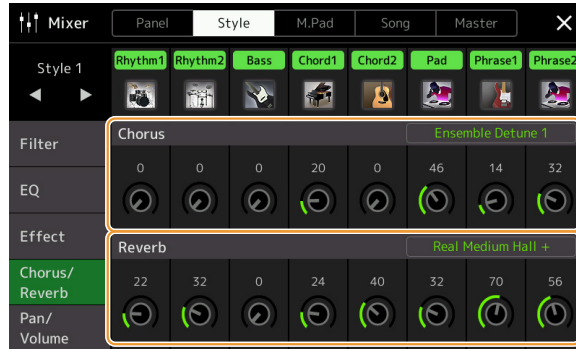 Mixer
Panel Style M.Pad Song Master
Style 1
Rhythm1 Rhythm2 Bass Chord1 Chord2 Pad Phrase1 Phrase2
Filter
EQ
Effect
Chorus/
Reverb
Pan/
Volume
Chorus Ensemble Detune 1
0 0 0 20 0 46 14 32
Reverb Real Medium Hall +
22 32 0 24 40 32 70 56